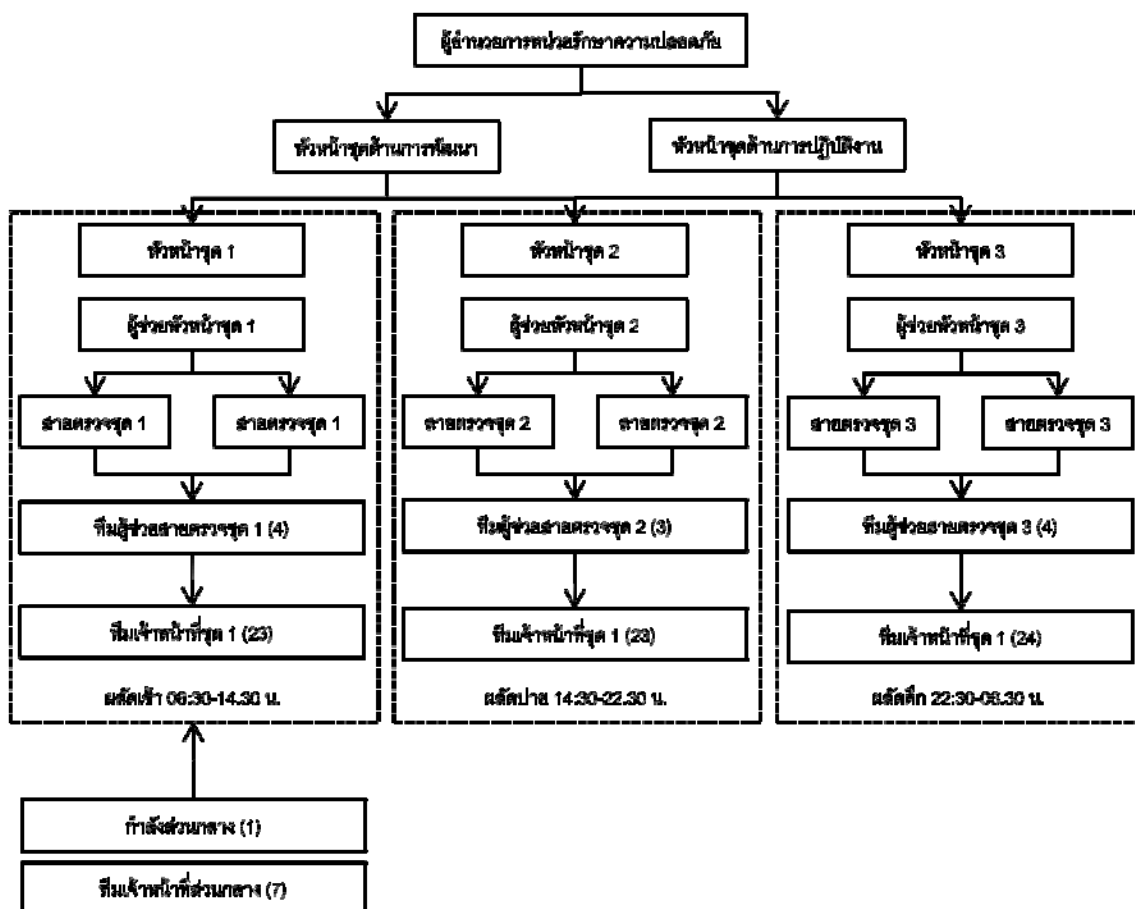 ผู้อำนวยการหน่วยรักษาความปลอดภัย
หัวหน้าชุดด้านการพัฒนา
หัวหน้าชุดด้านการปฏิบัติงาน
หัวหน้าชุด 1
หัวหน้าชุด 2
หัวหน้าชุด 3
ผู้ช่วยหัวหน้าชุด 1
ผู้ช่วยหัวหน้าชุด 2
ผู้ช่วยหัวหน้าชุด 3
สายตรวจชุด 1
สายตรวจชุด 1
สายตรวจชุด 2
สายตรวจชุด 2
สายตรวจชุด 3
สายตรวจชุด 3
ทีมผู้ช่วยสายตรวจชุด 1 (4)
ทีมผู้ช่วยสายตรวจชุด 2 (3)
ทีมผู้ช่วยสายตรวจชุด 3 (4)
ทีมเจ้าหน้าที่ชุด 1 (23)
ทีมเจ้าหน้าที่ชุด 1 (23)
ทีมเจ้าหน้าที่ชุด 1 (24)
ผลัดเช้า 06:30-14.30 น.
ผลัดบ่าย 14:30-22.30 น.
ผลัดดึก 22:30-06.30 น.
กำลังส่วนกลาง (1)
ทีมเจ้าหน้าที่ส่วนกลาง (7)